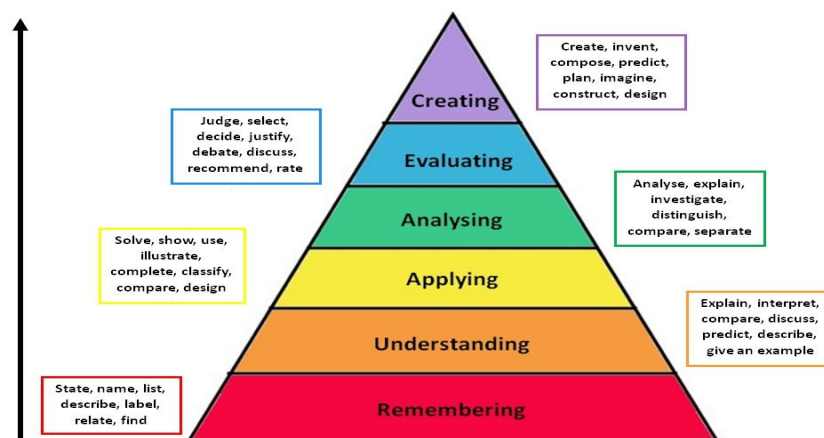 Create, invent,
compose, predict,
plan, imagine,
construct, design
Creating
Judge, select,
decide, justify,
debate, discuss,
recommend, rate
Evaluating
Analyse, explain,
investigate,
distinguish,
compare, separate
Analysing
Solve, show, use,
illustrate,
complete, classify,
compare, design
Applying
Explain, interpret,
compare, discuss,
predict, describe,
give an example
Understanding
State, name, list,
describe, label,
relate, find
Remembering